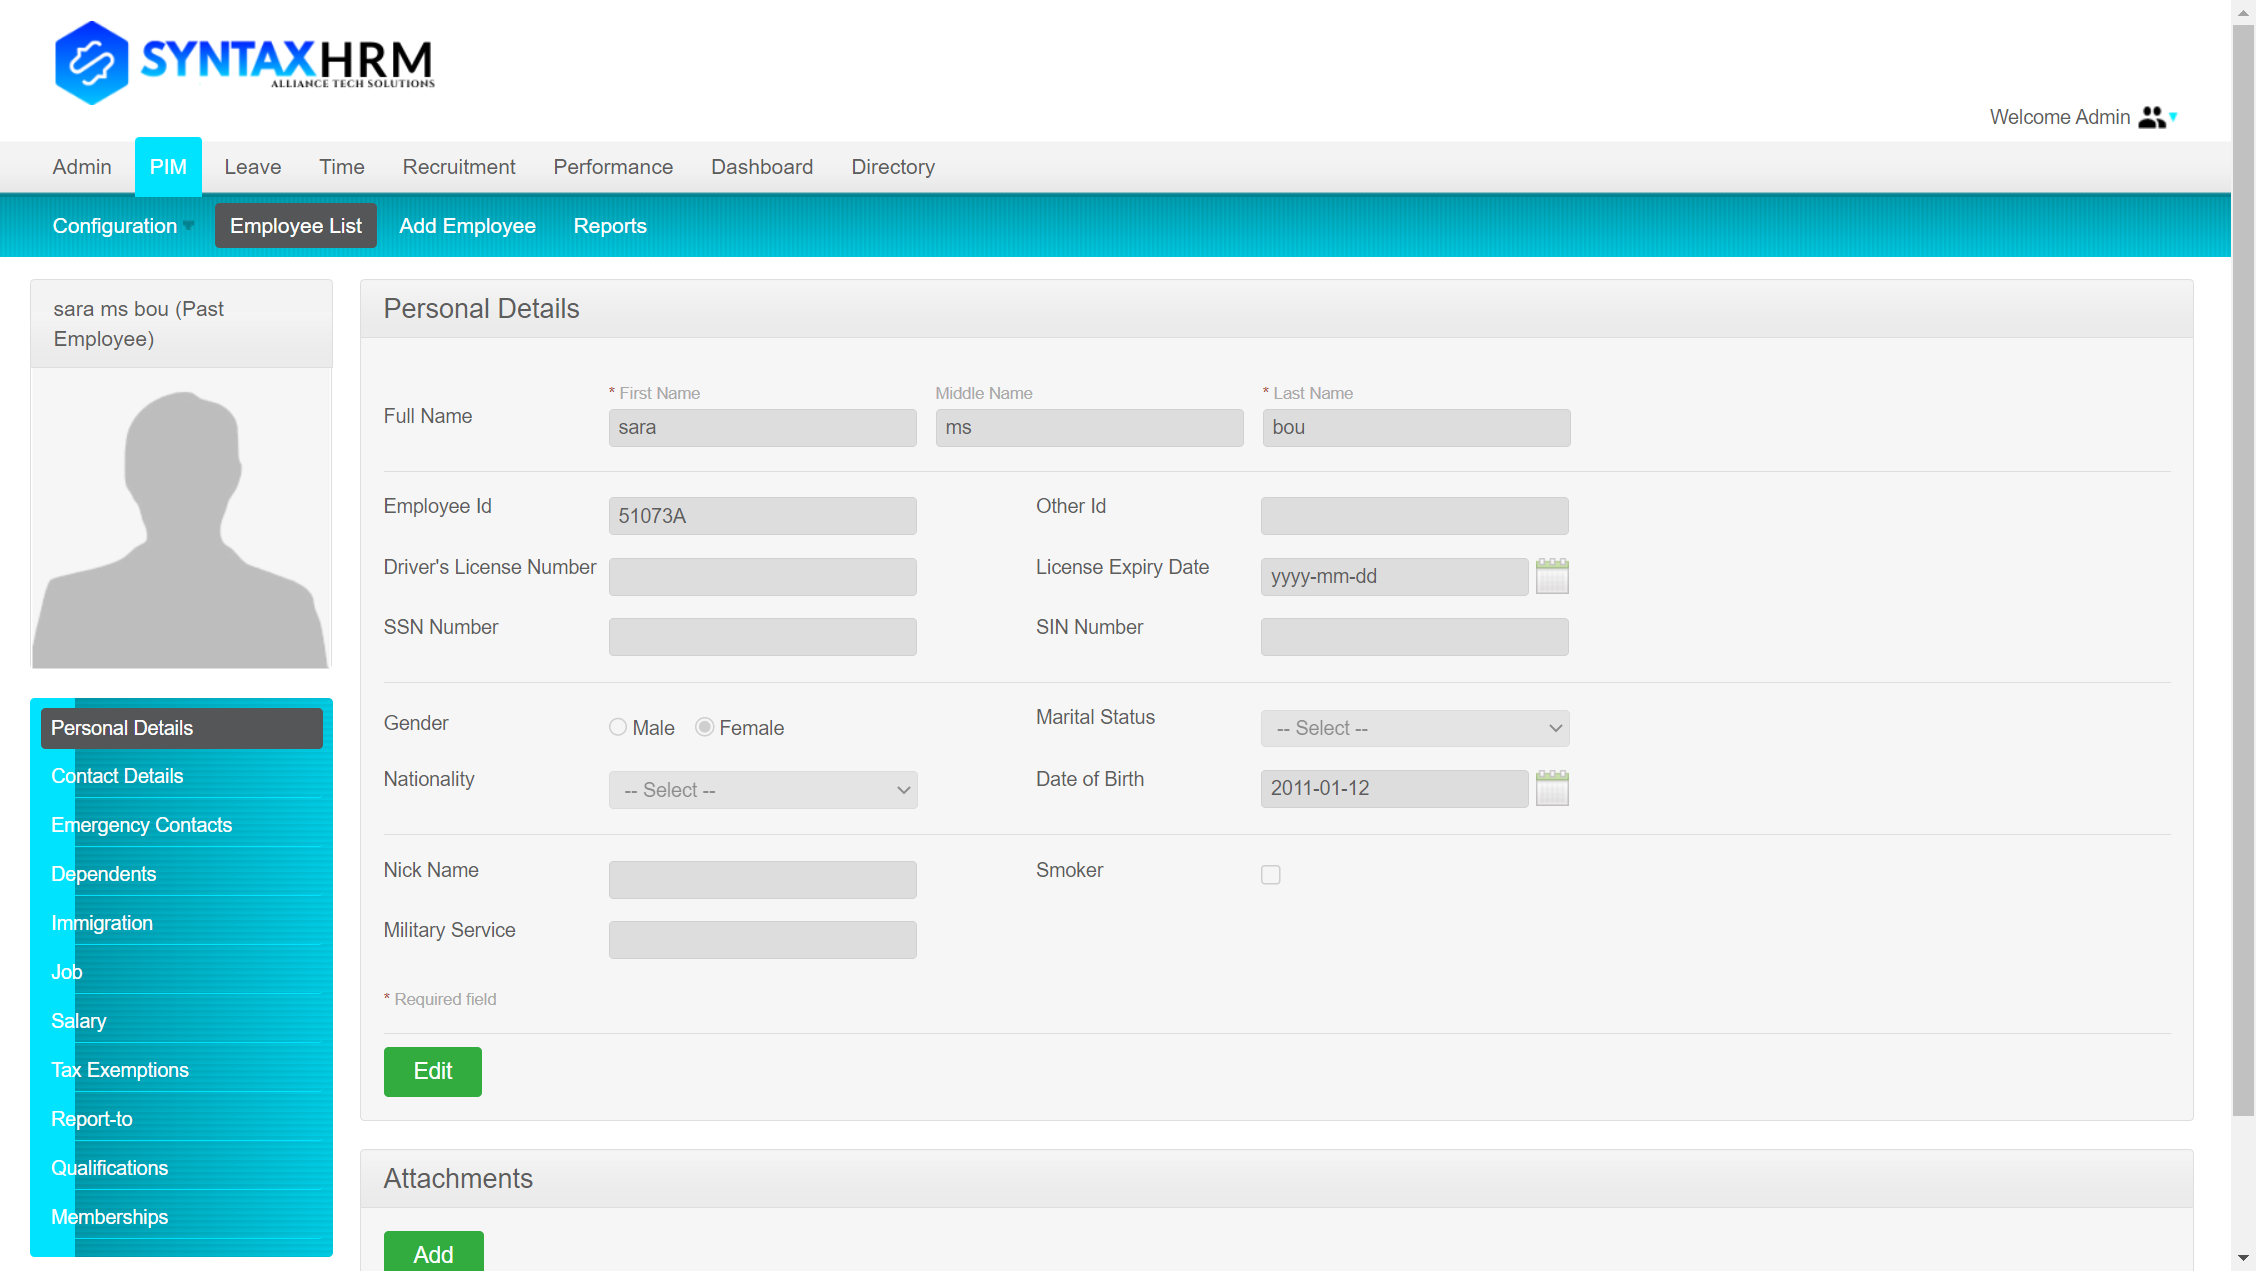 SYNTAXHRM
ALLIANCE TECH SOLUTIONS
Welcome Admin
Admin PIM Leave Time Recruitment Performance Dashboard Directory
Configuration Employee List Add Employee Reports
sara ms bou (Past
Employee)
Personal Details
Contact Details
Emergency Contacts
Dependents
Immigration
Job
Salary
Tax Exemptions
Report-to
Qualifications
Memberships
Personal Details
* First Name Middle Name * Last Name
Full Name sara ms bou
Employee Id 51073A Other Id
Driver's License Number License Expiry Date yyyy-mm-dd
SSN Number SIN Number
Gender Male Female Marital Status -- Select --
Nationality -- Select -- Date of Birth 2011-01-12
Nick Name Smoker
Military Service
* Required field
Edit
Attachments
Add